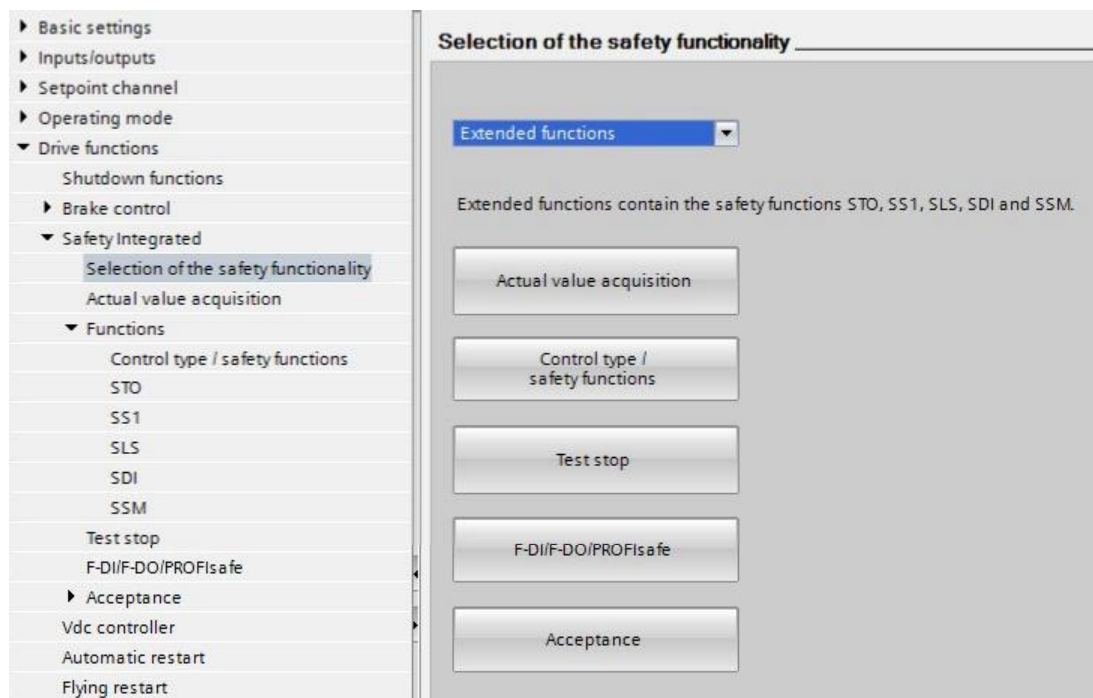 Basic settings
Inputs/outputs
Setpoint channel
Operating mode
Drive functions
Shutdown functions
Brake control
Safety Integrated
Selection of the safety functionality
Actual value acquisition
Functions
Control type / safety functions
STO
SS1
SLS
SDI
SSM
Test stop
F-DI/F-DO/PROFIsafe
Acceptance
Vdc controller
Automatic restart
Flying restart
Selection of the safety functionality
Extended functions
Extended functions contain the safety functions STO, SS1, SLS, SDI and SSM.
Actual value acquisition
Control type /
safety functions
Test stop
F-DI/F-DO/PROFIsafe
Acceptance